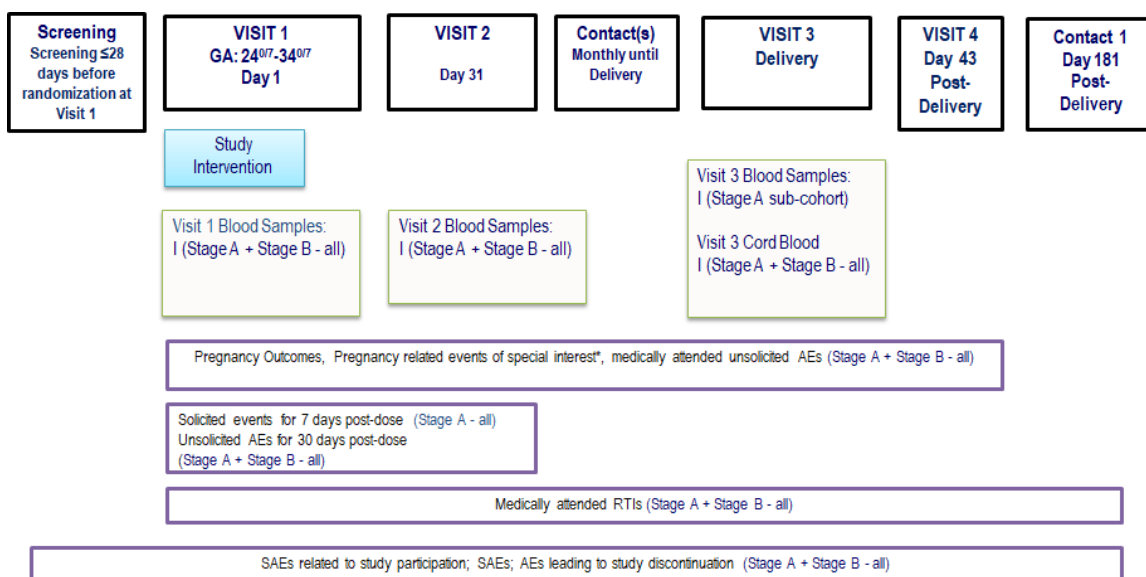 Screening
Screening ≤28
days before
randomization at
Visit 1
VISIT 1
GA: 24⁰ᐟ⁷-34⁰ᐟ⁷
Day 1
VISIT 2
Day 31
Contact(s)
Monthly until
Delivery
VISIT 3
Delivery
VISIT 4
Day 43
Post-
Delivery
Contact 1
Day 181
Post-
Delivery
Study
Intervention
Visit 1 Blood Samples:
I (Stage A + Stage B - all)
Visit 2 Blood Samples:
I (Stage A + Stage B - all)
Visit 3 Blood Samples:
I (Stage A sub-cohort)
Visit 3 Cord Blood
I (Stage A + Stage B - all)
Pregnancy Outcomes, Pregnancy related events of special interest*, medically attended unsolicited AEs (Stage A + Stage B - all)
Solicited events for 7 days post-dose (Stage A - all)
Unsolicited AEs for 30 days post-dose
(Stage A + Stage B - all)
Medically attended RTIs (Stage A + Stage B - all)
SAEs related to study participation; SAEs; AEs leading to study discontinuation (Stage A + Stage B - all)